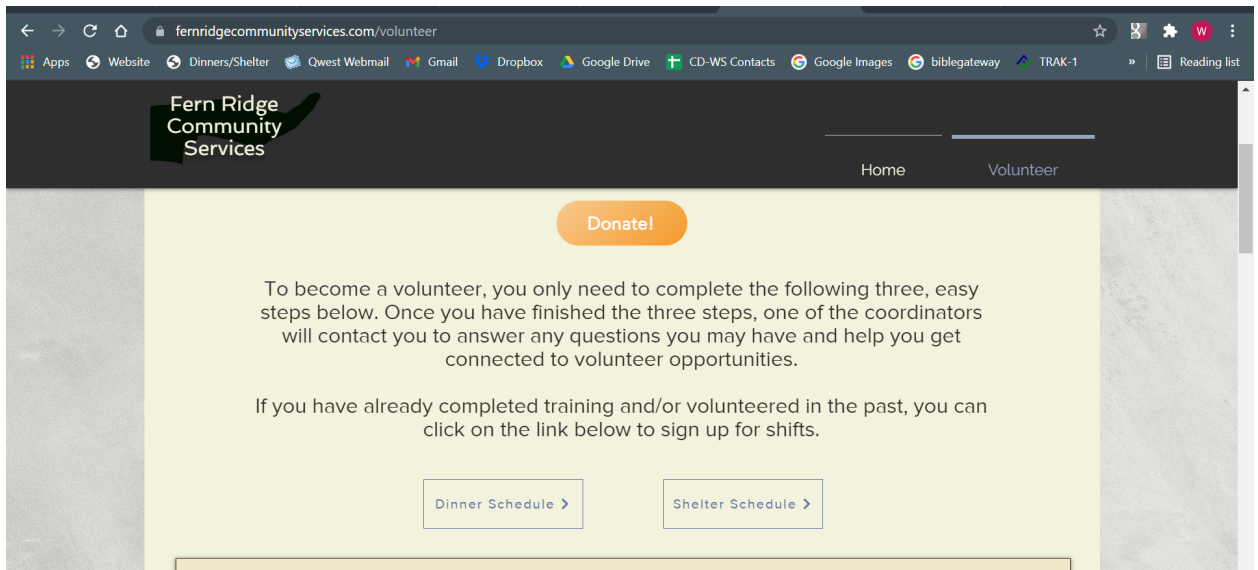 fernridgecommunityservices.com/volunteer
W
Apps Website Dinners/Shelter Qwest Webmail Gmail Dropbox Google Drive CD-WS Contacts Google Images biblegateway TRAK-1 » Reading list
Fern Ridge
Community
Services
Home Volunteer
Donate!
To become a volunteer, you only need to complete the following three, easy
steps below. Once you have finished the three steps, one of the coordinators
will contact you to answer any questions you may have and help you get
connected to volunteer opportunities.
If you have already completed training and/or volunteered in the past, you can
click on the link below to sign up for shifts.
Dinner Schedule > Shelter Schedule >